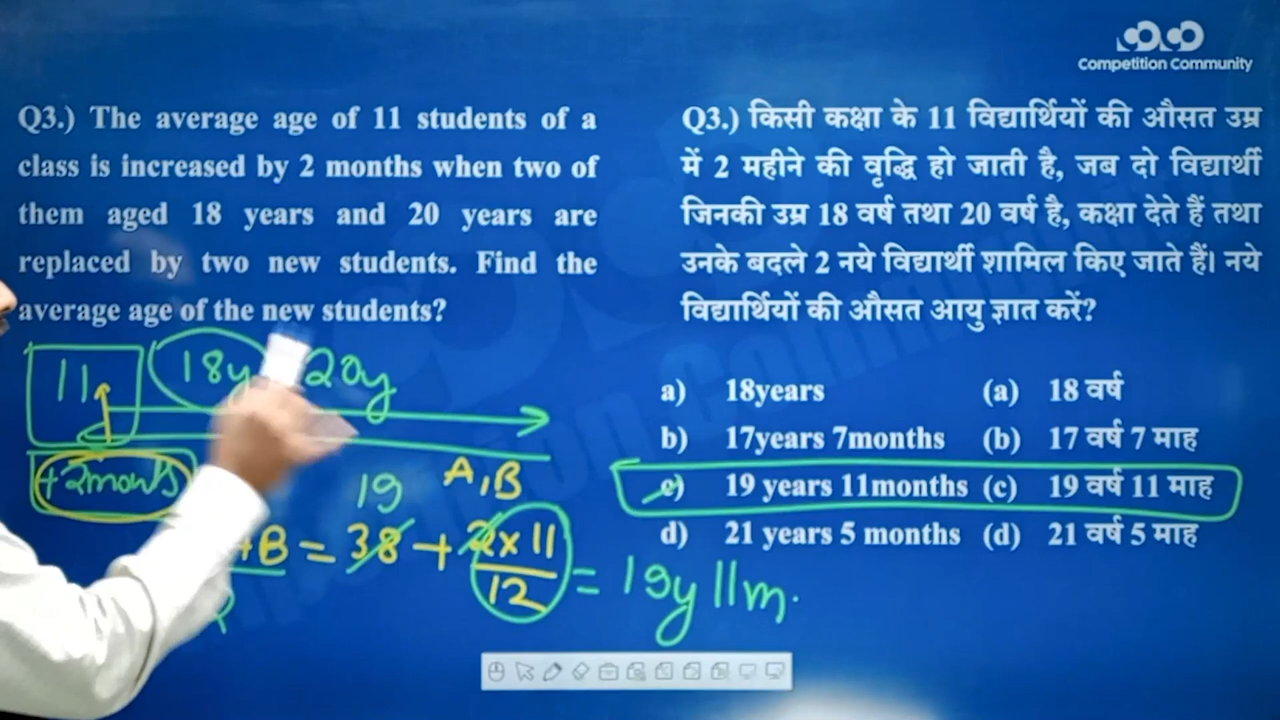 Competition Community
Q3.) The average age of 11 students of a
class is increased by 2 months when two of
them aged 18 years and 20 years are
replaced by two new students. Find the
average age of the new students?
Q3.) किसी कक्षा के 11 विद्यार्थियों की औसत उम्र
में 2 महीने की वृद्धि हो जाती है, जब दो विद्यार्थी
जिनकी उम्र 18 वर्ष तथा 20 वर्ष है, कक्षा देते हैं तथा
उनके बदले 2 नये विद्यार्थी शामिल किए जाते हैं। नये
विद्यार्थियों की औसत आयु ज्ञात करें?
a) 18years (a) 18 वर्ष
b) 17years 7months (b) 17 वर्ष 7 माह
c) 19 years 11months (c) 19 वर्ष 11 माह
d) 21 years 5 months (d) 21 वर्ष 5 माह
11 18y 20y
+2months
19 A,B
+B = 38 + 2x11
12
2
= 19y 11m.